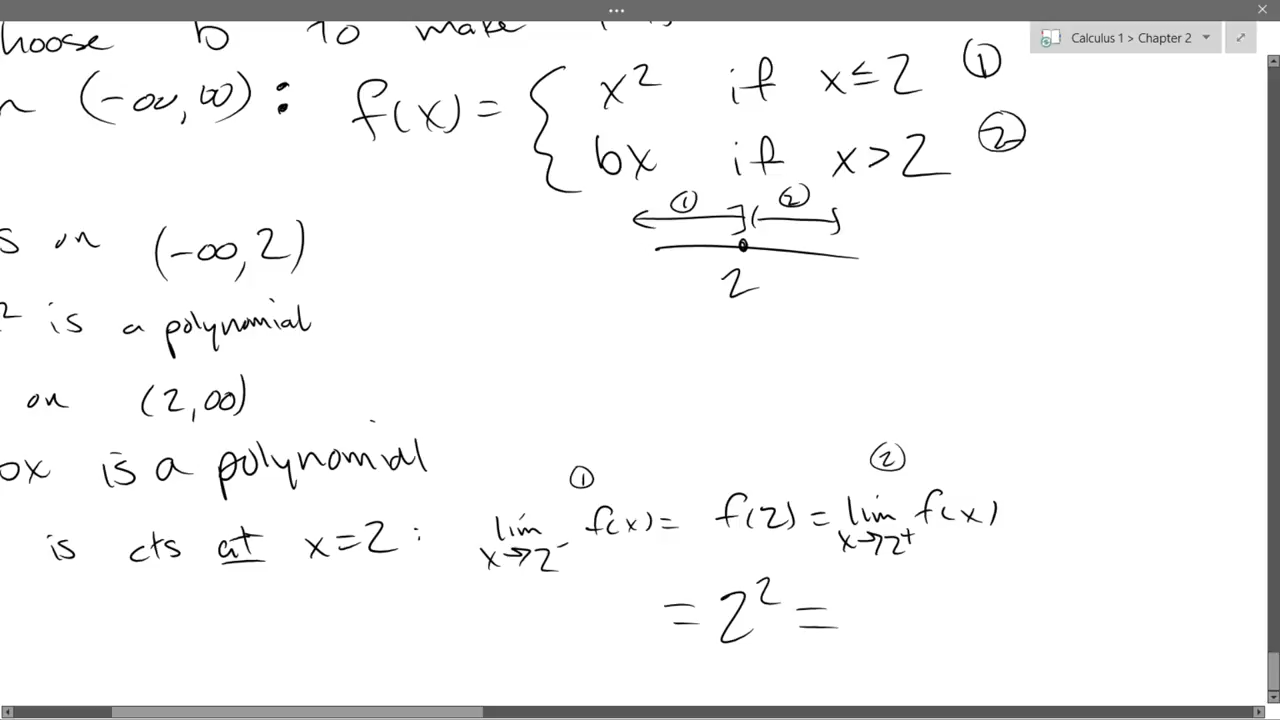 Calculus 1 > Chapter 2
hoose b to make
n (-∞, ∞) : f(x) = { x² if x ≤ 2 ①
bx if x > 2 ②
① ②
2
s on (-∞, 2)
² is a polynomial
on (2, ∞)
bx is a polynomial
① ②
is cts at x = 2 : lim x→2⁻ f(x) = f(2) = lim x→2⁺ f(x)
= 2² =